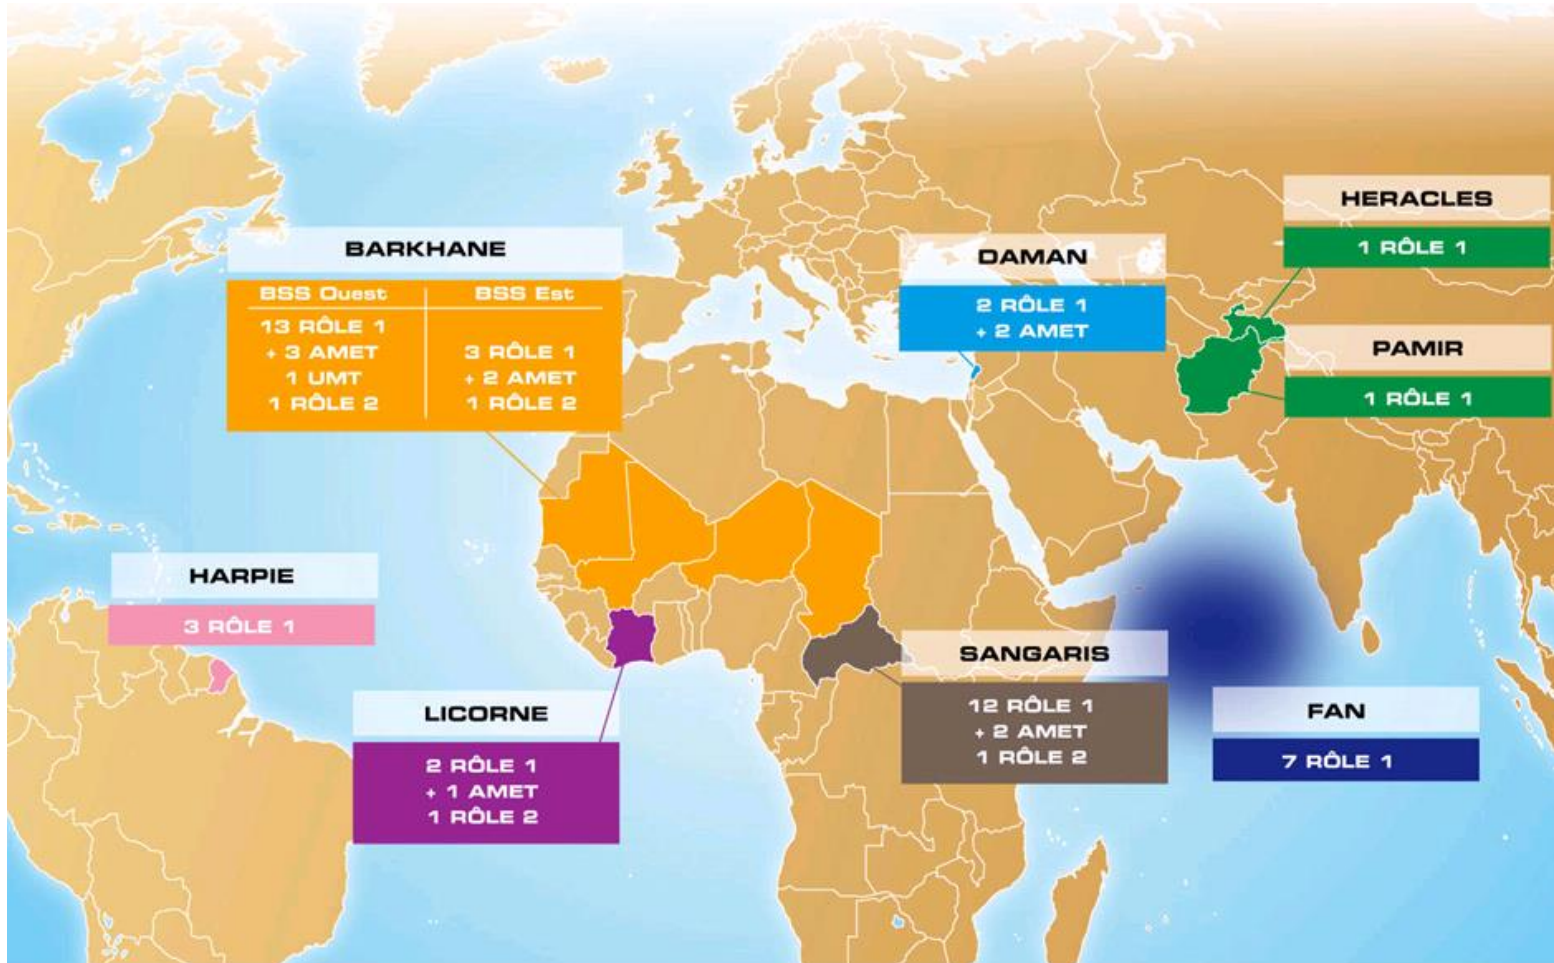 HERACLES
1 RÔLE 1
BARKHANE
BSS Ouest
13 RÔLE 1
+ 3 AMET
1 UMT
1 RÔLE 2
BSS Est
3 RÔLE 1
+ 2 AMET
1 RÔLE 2
DAMAN
2 RÔLE 1
+ 2 AMET
PAMIR
1 RÔLE 1
HARPIE
3 RÔLE 1
LICORNE
2 RÔLE 1
+ 1 AMET
1 RÔLE 2
SANGARIS
12 RÔLE 1
+ 2 AMET
1 RÔLE 2
FAN
7 RÔLE 1